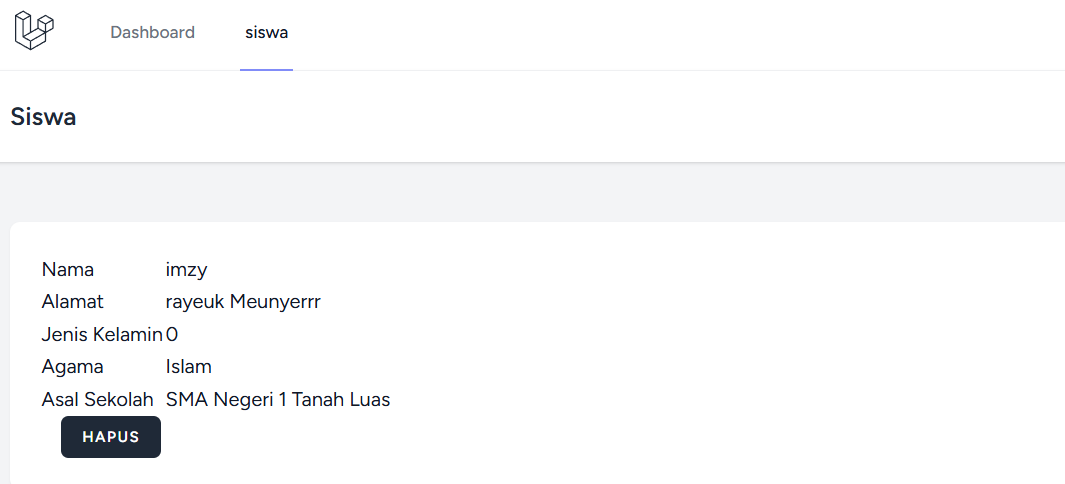 Dashboard siswa
Siswa
Nama imzy
Alamat rayeuk Meunyerrr
Jenis Kelamin 0
Agama Islam
Asal Sekolah SMA Negeri 1 Tanah Luas
HAPUS